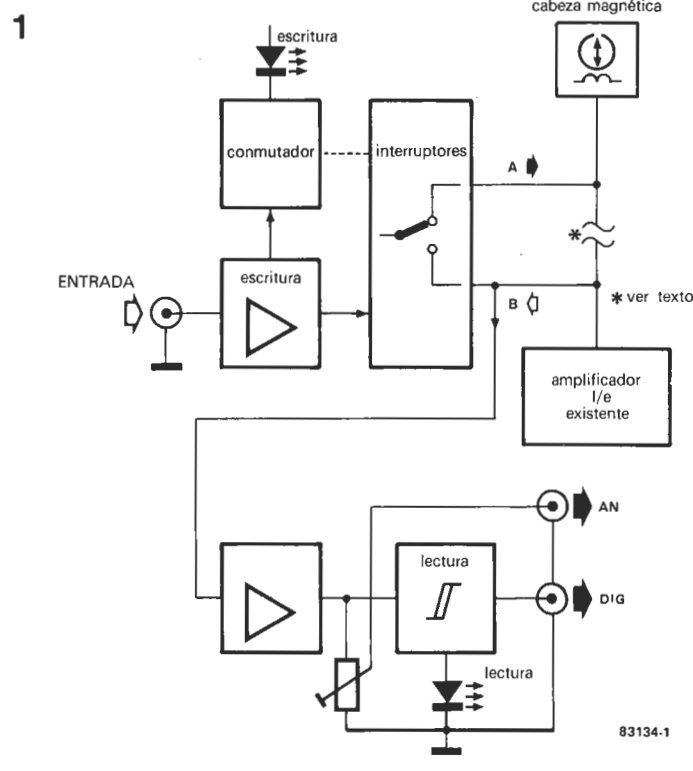 1
cabeza magnética
escritura
conmutador
interruptores
A
*
ENTRADA
escritura
B
* ver texto
amplificador
l/e
existente
AN
lectura
DIG
lectura
83134-1